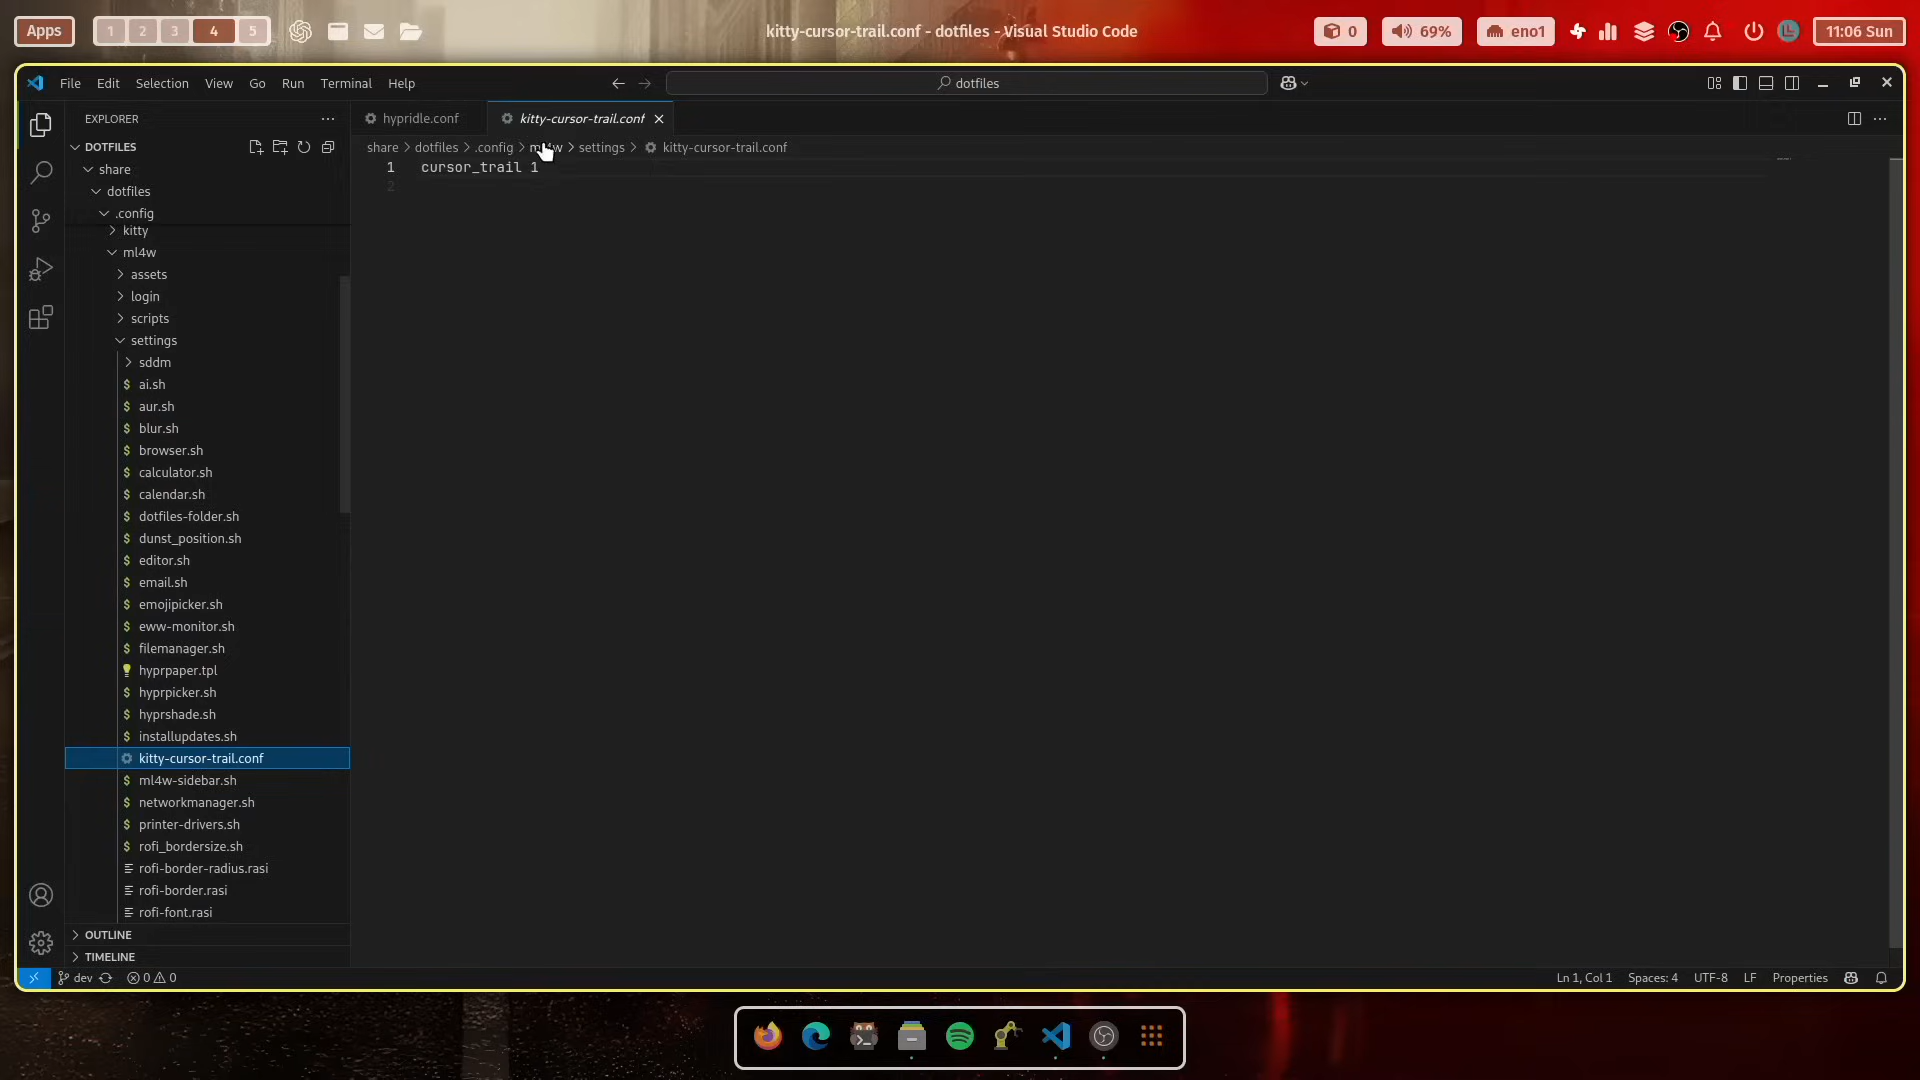 Apps
1 2 3 4 5
kitty-cursor-trail.conf - dotfiles - Visual Studio Code
0
69%
eno1
11:06 Sun
File Edit Selection View Go Run Terminal Help
dotfiles
EXPLORER
hypridle.conf
kitty-cursor-trail.conf
DOTFILES
share > dotfiles > .config > ml4w > settings > kitty-cursor-trail.conf
1 cursor_trail 1
2
share
dotfiles
.config
kitty
ml4w
assets
login
scripts
settings
sddm
$ ai.sh
$ aur.sh
$ blur.sh
$ browser.sh
$ calculator.sh
$ calendar.sh
$ dotfiles-folder.sh
$ dunst_position.sh
$ editor.sh
$ email.sh
$ emojipicker.sh
$ eww-monitor.sh
$ filemanager.sh
hyprpaper.tpl
$ hyprpicker.sh
$ hyprshade.sh
$ installupdates.sh
kitty-cursor-trail.conf
$ ml4w-sidebar.sh
$ networkmanager.sh
$ printer-drivers.sh
$ rofi_bordersize.sh
rofi-border-radius.rasi
rofi-border.rasi
rofi-font.rasi
OUTLINE
TIMELINE
dev
0 0
Ln 1, Col 1
Spaces: 4
UTF-8
LF
Properties